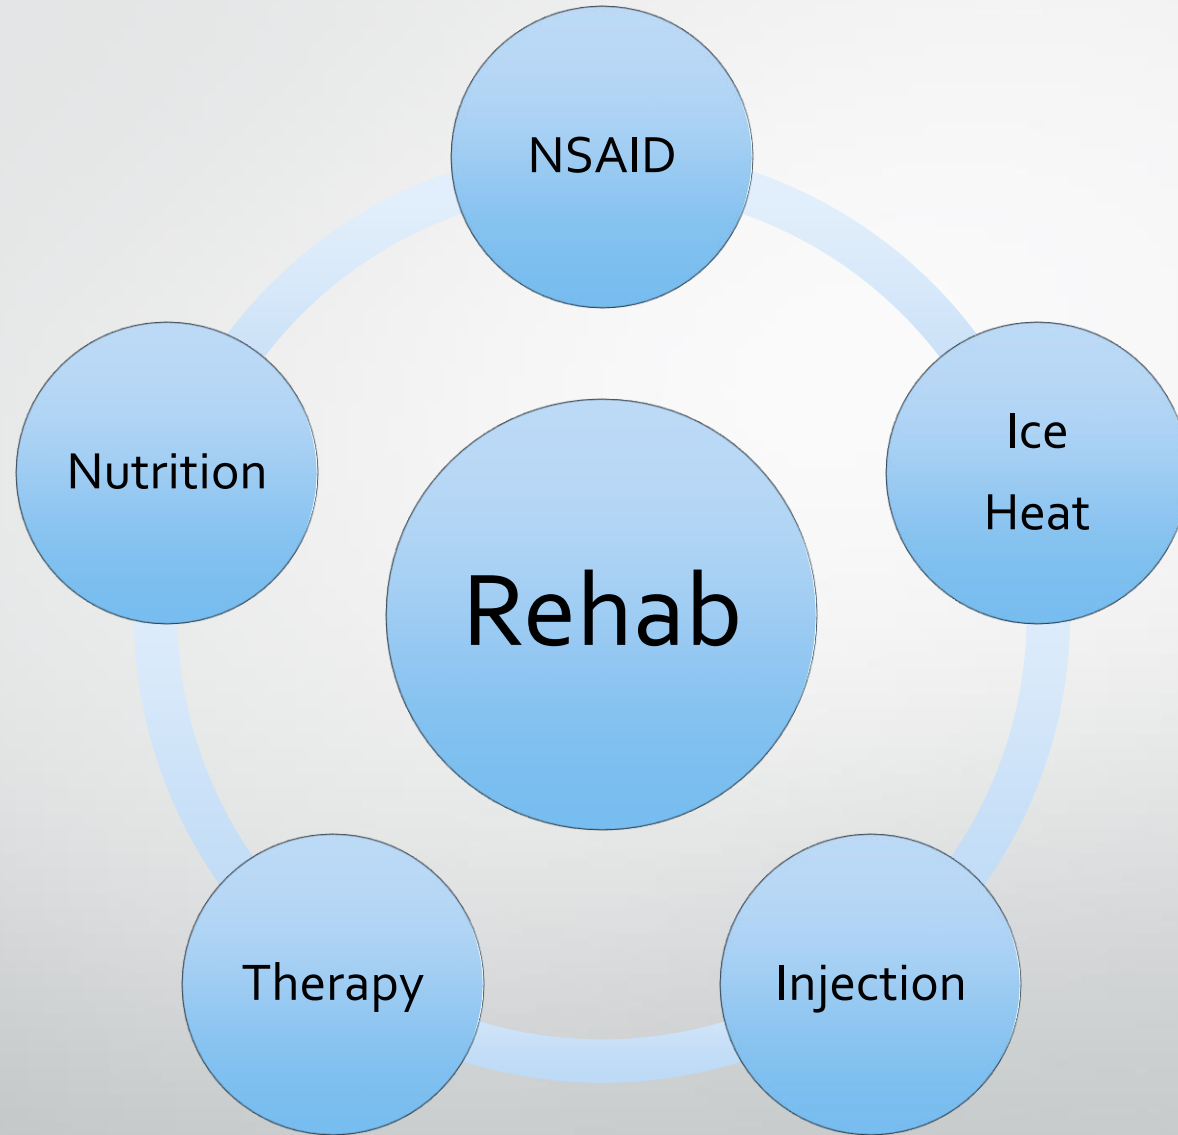 NSAID
Ice
Heat
Nutrition
Rehab
Therapy
Injection